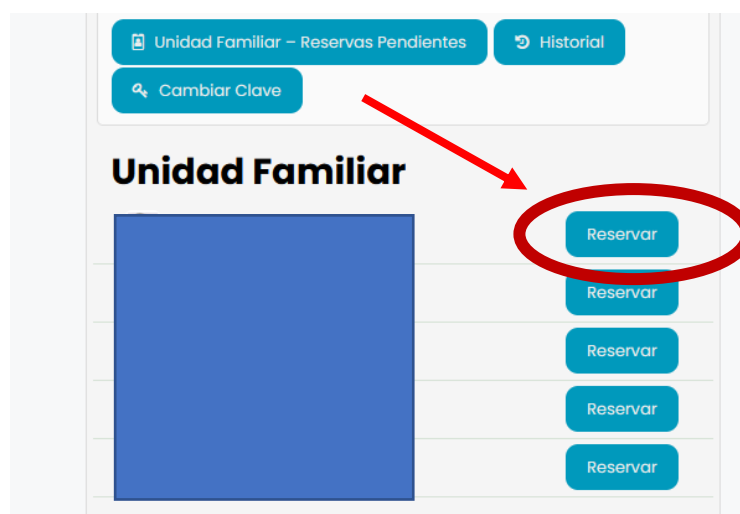 Unidad Familiar – Reservas Pendientes
Historial
Cambiar Clave
Unidad Familiar
Reservar
Reservar
Reservar
Reservar
Reservar